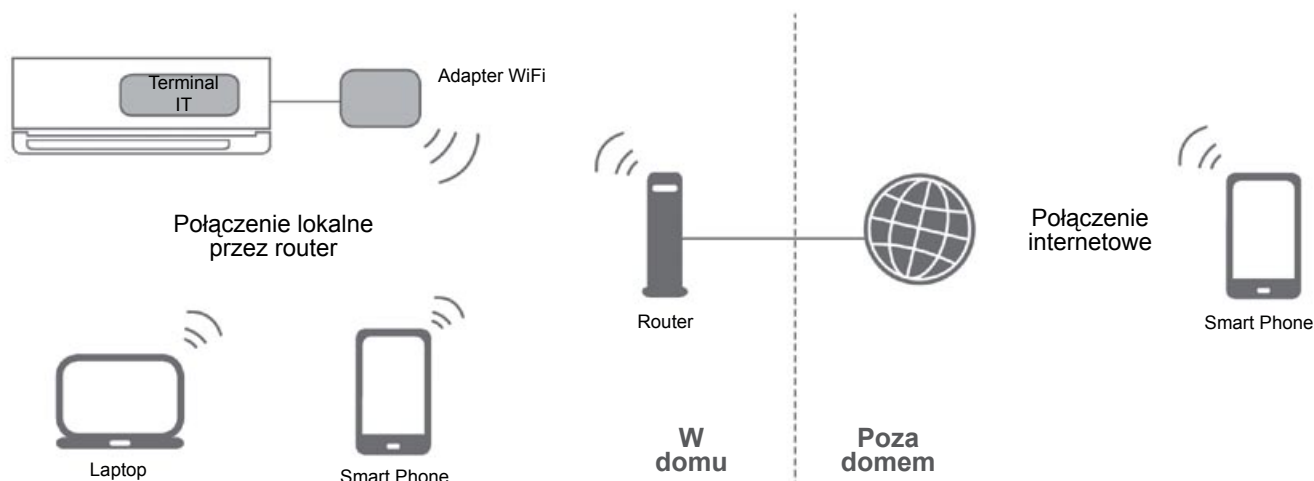 Terminal
IT
Adapter WiFi
Połączenie lokalne
przez router
Połączenie
internetowe
Router
Smart Phone
Laptop
Smart Phone
W
domu
Poza
domem